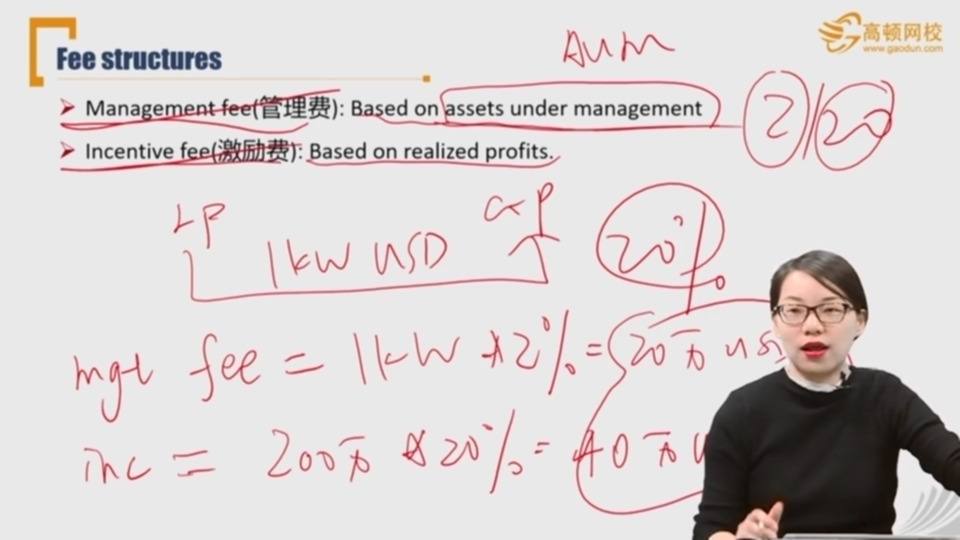 Fee structures
高顿网校
www.gaodun.com
AUM
Management fee(管理费): Based on assets under management
2/20
Incentive fee(激励费): Based on realized profits.
LP GP
1kW USD
20%
mgt fee = 1kW * 2% = 20万 US
inc = 200万 * 20% = 40万 U